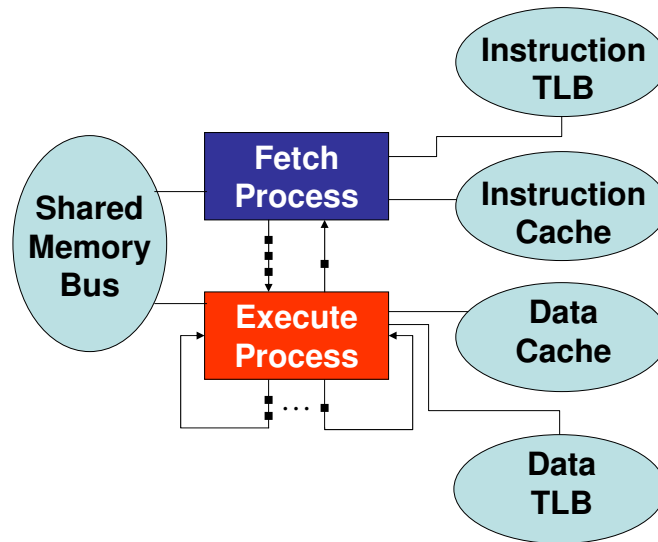 Instruction
TLB
Fetch
Process
Instruction
Cache
Shared
Memory
Bus
Execute
Process
Data
Cache
...
Data
TLB